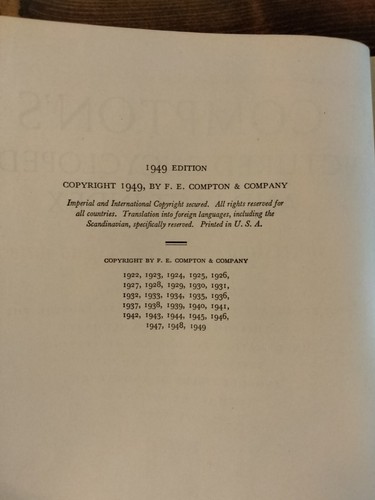 1949 EDITION
COPYRIGHT 1949, BY F. E. COMPTON & COMPANY
Imperial and International Copyright secured. All rights reserved for
all countries. Translation into foreign languages, including the
Scandinavian, specifically reserved. Printed in U. S. A.
COPYRIGHT BY F. E. COMPTON & COMPANY
1922, 1923, 1924, 1925, 1926,
1927, 1928, 1929, 1930, 1931,
1932, 1933, 1934, 1935, 1936,
1937, 1938, 1939, 1940, 1941,
1942, 1943, 1944, 1945, 1946,
1947, 1948, 1949